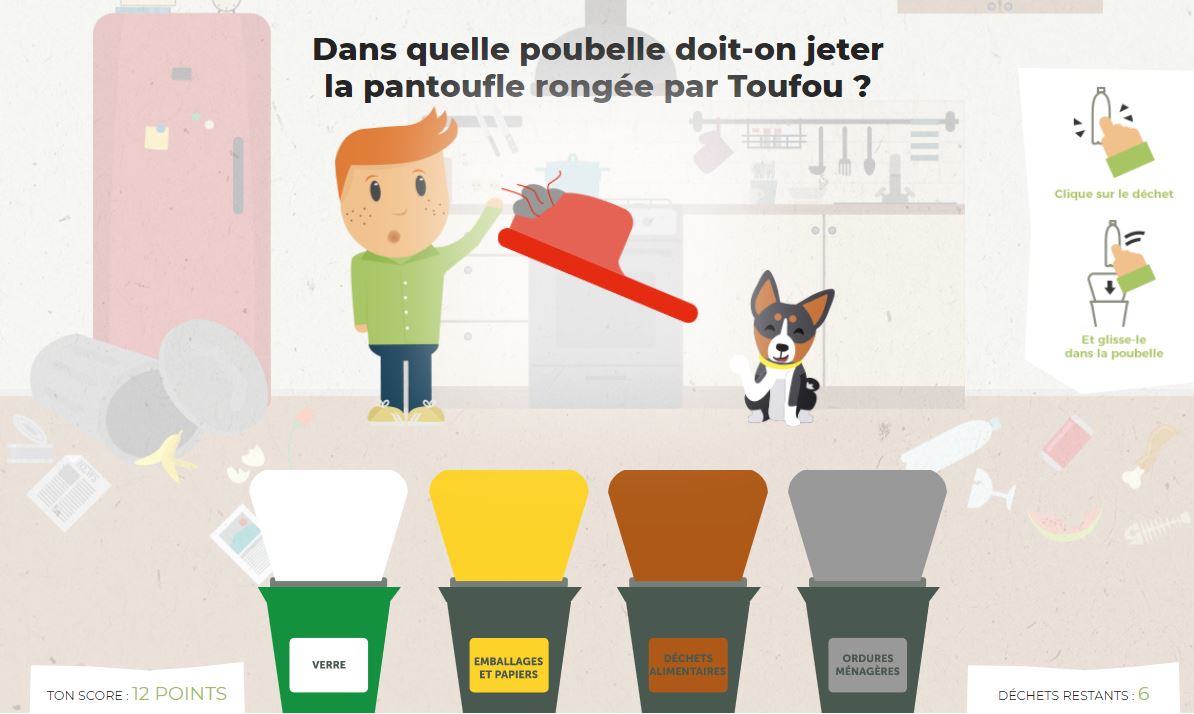 Dans quelle poubelle doit-on jeter
la pantoufle rongée par Toufou ?
Clique sur le déchet
Et glisse-le
dans la poubelle
NEWS
VERRE
EMBALLAGES
ET PAPIERS
DÉCHETS
ALIMENTAIRES
ORDURES
MÉNAGÈRES
TON SCORE : 12 POINTS
DÉCHETS RESTANTS : 6